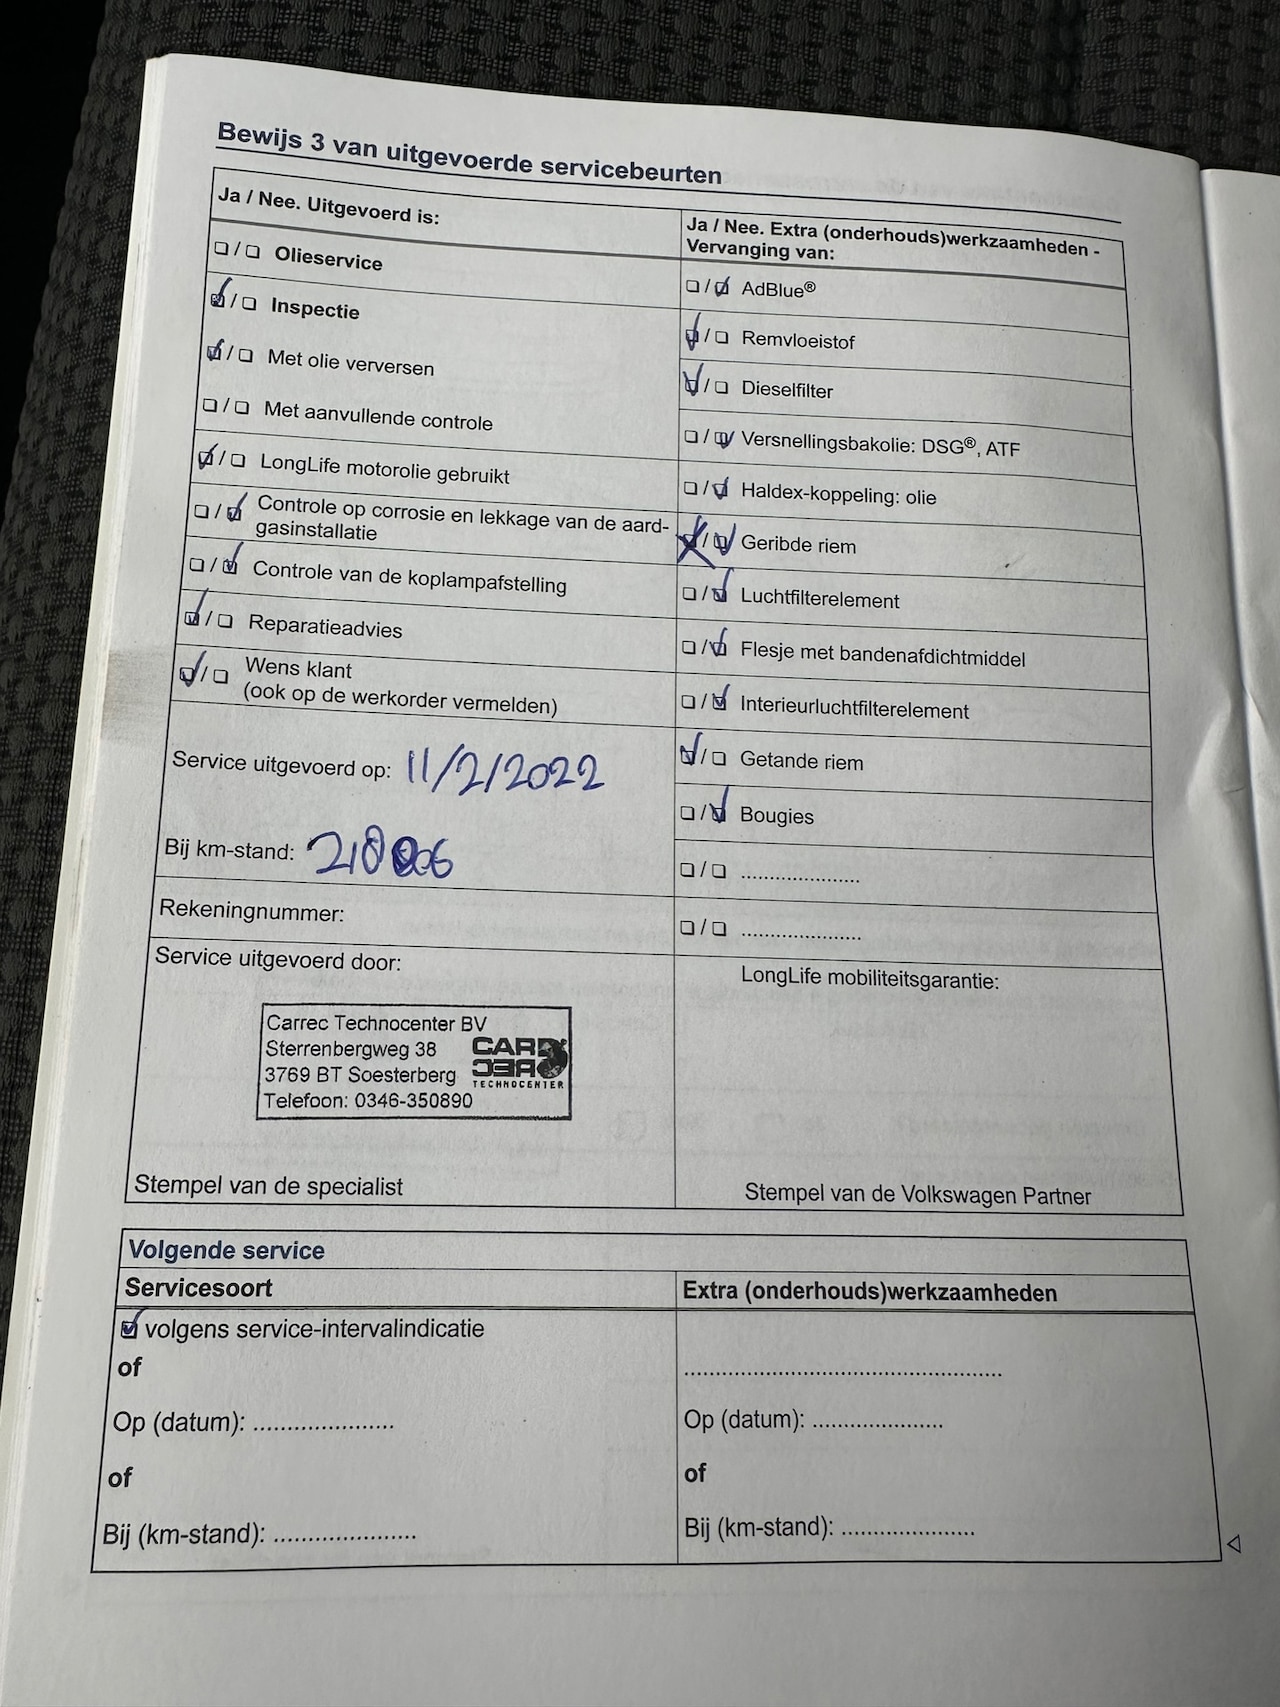 Bewijs 3 van uitgevoerde servicebeurten
Ja / Nee. Uitgevoerd is:
☐ / ☐ Olieservice
☑ / ☐ Inspectie
☑ / ☐ Met olie verversen
☐ / ☐ Met aanvullende controle
☑ / ☐ LongLife motorolie gebruikt
☐ / ☑ Controle op corrosie en lekkage van de aard-
gasinstallatie
☐ / ☑ Controle van de koplampafstelling
☑ / ☐ Reparatieadvies
☑ / ☐ Wens klant
(ook op de werkorder vermelden)
Service uitgevoerd op: 11/2/2022
Bij km-stand:
Rekeningnummer:
Service uitgevoerd door:
Carrec Technocenter BV
Sterrenbergweg 38
3769 BT Soesterberg
Telefoon: 0346-350890
CAR
REC
TECHNOCENTER
Stempel van de specialist
Ja / Nee. Extra (onderhouds)werkzaamheden -
Vervanging van:
☐ / ☑ AdBlue®
☑ / ☐ Remvloeistof
☑ / ☐ Dieselfilter
☐ / ☑ Versnellingsbakolie: DSG®, ATF
☐ / ☑ Haldex-koppeling: olie
☒ / ☑ Geribde riem
☐ / ☑ Luchtfilterelement
☐ / ☑ Flesje met bandenafdichtmiddel
☐ / ☑ Interieurluchtfilterelement
☑ / ☐ Getande riem
☐ / ☑ Bougies
☐ / ☐ .....................
☐ / ☐ .....................
LongLife mobiliteitsgarantie:
Stempel van de Volkswagen Partner
Volgende service
Servicesoort
☑ volgens service-intervalindicatie
of
Op (datum): .....................
of
Bij (km-stand): .....................
Extra (onderhouds)werkzaamheden
................................................
Op (datum): ....................
of
Bij (km-stand): ....................